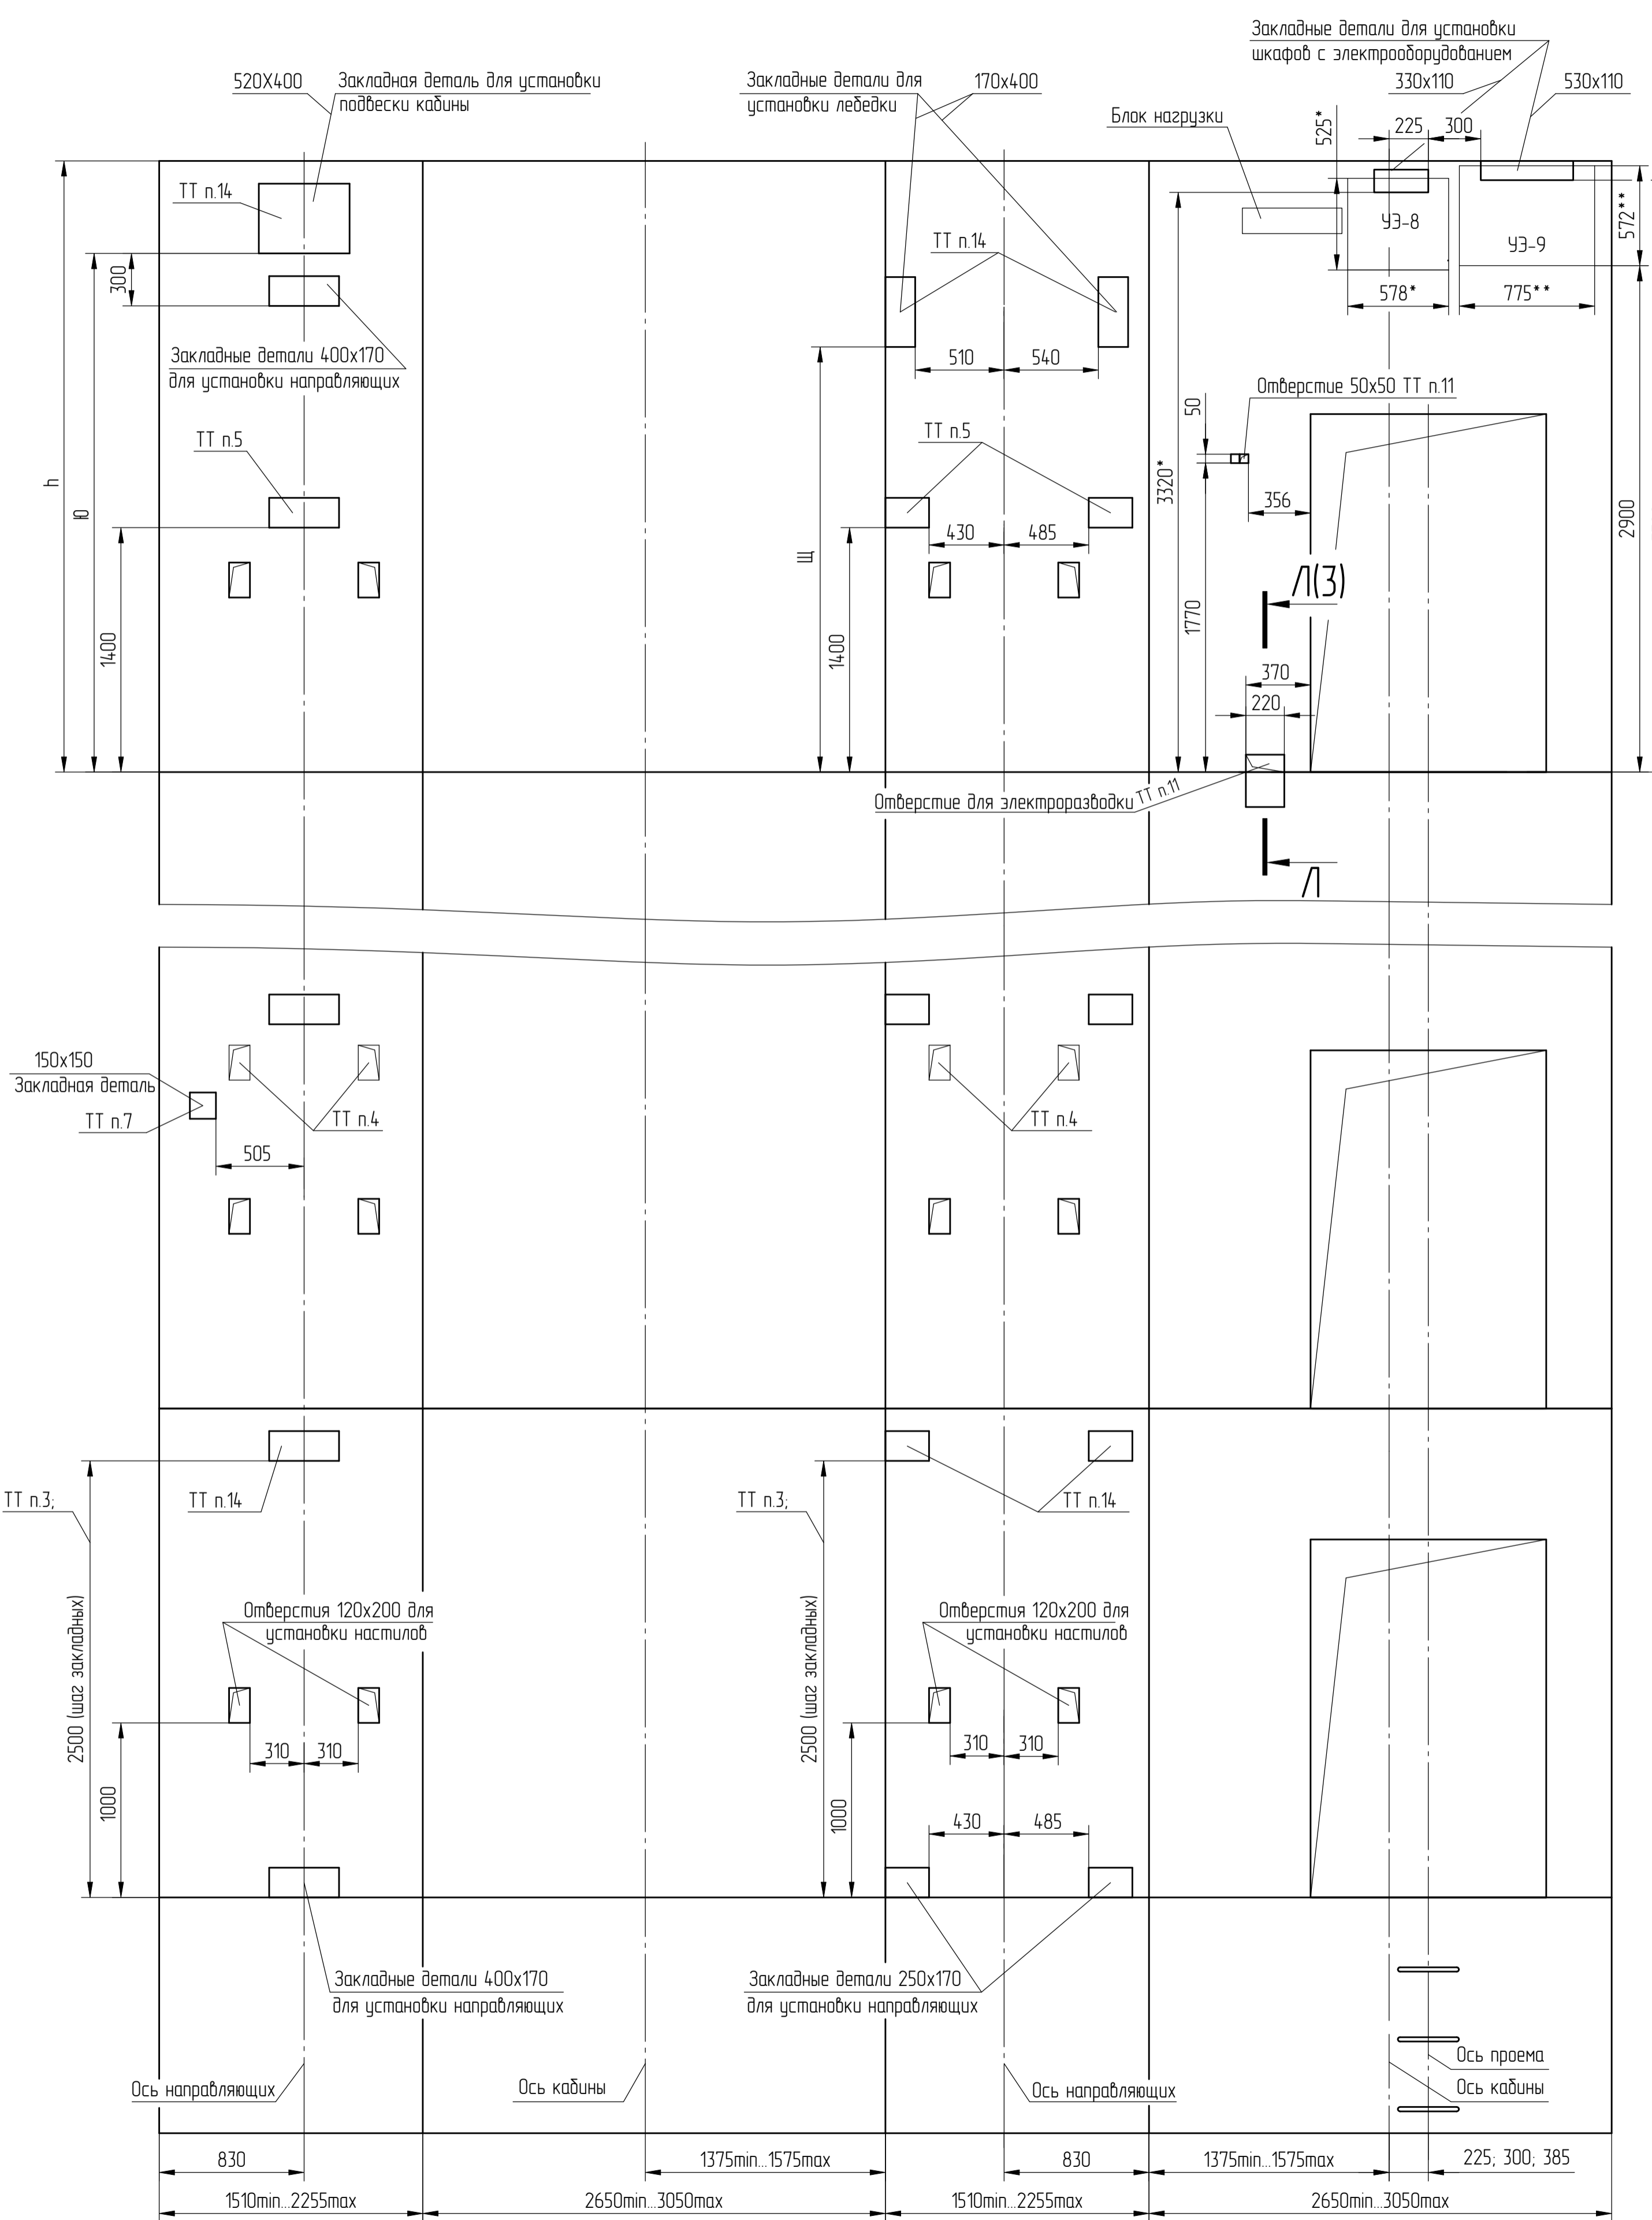 Закладные детали для установки
шкафов с электрооборудованием
520X400
Закладная деталь для установки
подвески кабины
Закладные детали для
установки лебедки
170х400
330х110
530х110
Блок нагрузки
525*
225
300
ТТ п.14
УЭ-8
УЭ-9
572**
ТТ п.14
300
578*
775**
Закладные детали 400х170
для установки направляющих
510
540
Отверстие 50х50 ТТ п.11
50
ТТ п.5
ТТ п.5
h
Ю
3320*
356
2900
430
485
Щ
Л(3)
1400
1400
1770
370
220
Отверстие для электроразводки
ТТ п.11
Л
150х150
Закладная деталь
ТТ п.7
ТТ п.4
ТТ п.4
505
ТТ п.3;
ТТ п.14
ТТ п.3;
ТТ п.14
Отверстия 120х200 для
установки настилов
Отверстия 120х200 для
установки настилов
2500 (шаг закладных)
2500 (шаг закладных)
310
310
310
310
1000
1000
430
485
Закладные детали 400х170
для установки направляющих
Закладные детали 250х170
для установки направляющих
Ось проема
Ось направляющих
Ось кабины
Ось направляющих
Ось кабины
830
1375min...1575max
830
1375min...1575max
225; 300; 385
1510min...2255max
2650min...3050max
1510min...2255max
2650min...3050max